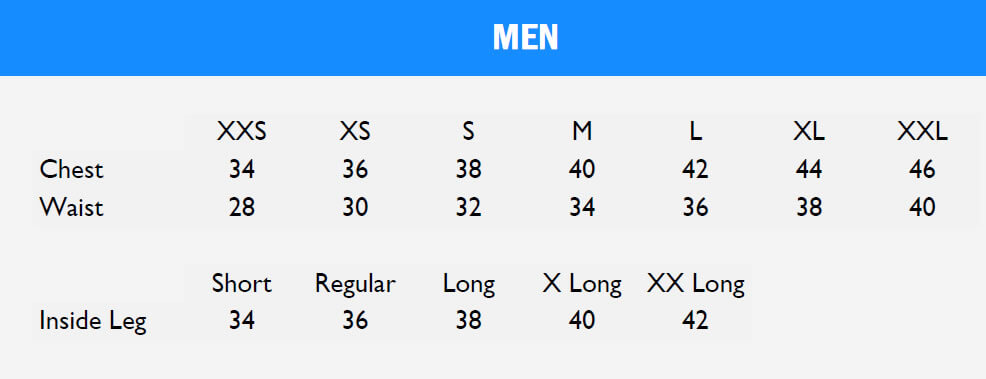 MEN
XXS XS S M L XL XXL
Chest 34 36 38 40 42 44 46
Waist 28 30 32 34 36 38 40
Short Regular Long X Long XX Long
Inside Leg 34 36 38 40 42